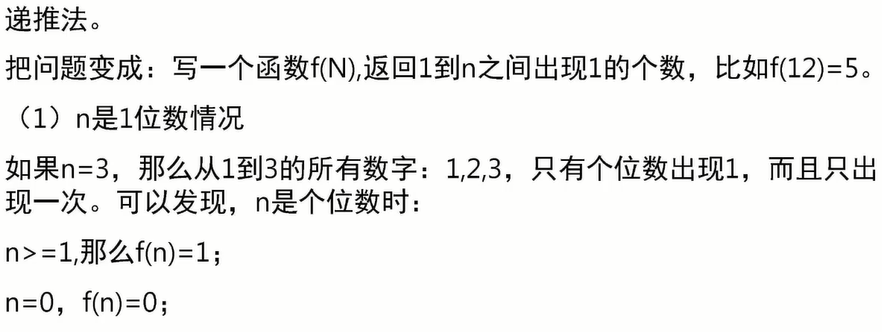 递推法。
把问题变成：写一个函数f(N),返回1到n之间出现1的个数，比如f(12)=5。
（1）n是1位数情况
如果n=3，那么从1到3的所有数字：1,2,3，只有个位数出现1，而且只出
现一次。可以发现，n是个位数时：
n>=1,那么f(n)=1；
n=0，f(n)=0；